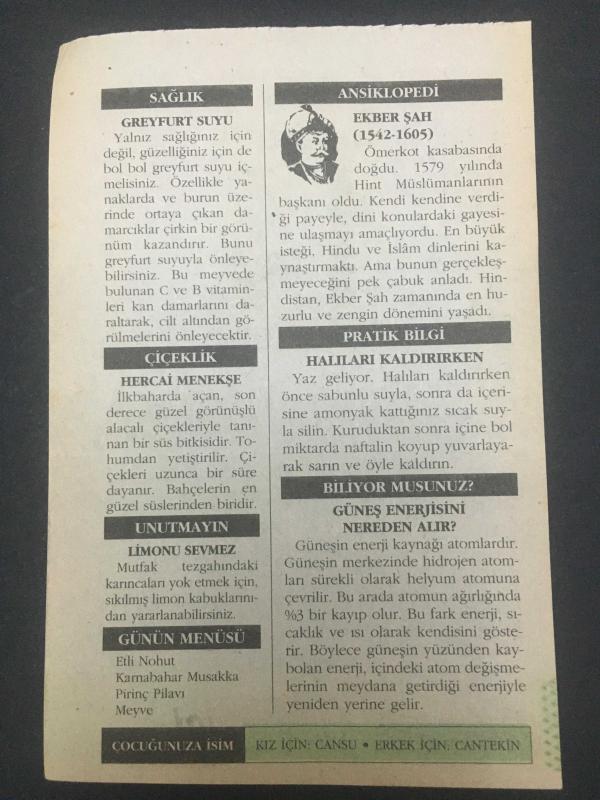 SAĞLIK
GREYFURT SUYU
Yalnız sağlığınız için
değil, güzelliğiniz için de
bol bol greyfurt suyu iç-
melisiniz. Özellikle ya-
naklarda ve burun üze-
rinde ortaya çıkan da-
marcıklar çirkin bir görü-
nüm kazandırır. Bunu
greyfurt suyuyla önleye-
bilirsiniz. Bu meyvede
bulunan C ve B vitamin-
leri kan damarlarını da-
raltarak, cilt altından gö-
rülmelerini önleyecektir.
ÇİÇEKLİK
HERCAİ MENEKŞE
İlkbaharda açan, son
derece güzel görünüşlü
alacalı çiçekleriyle tanı-
nan bir süs bitkisidir. To-
humdan yetiştirilir. Çi-
çekleri uzunca bir süre
dayanır. Bahçelerin en
güzel süslerinden biridir.
UNUTMAYIN
LİMONU SEVMEZ
Mutfak tezgahındaki
karıncaları yok etmek için,
sıkılmış limon kabukların-
dan yararlanabilirsiniz.
GÜNÜN MENÜSÜ
Etli Nohut
Karnabahar Musakka
Pirinç Pilavı
Meyve
ANSİKLOPEDİ
EKBER ŞAH
(1542-1605)
Ömerkot kasabasında
doğdu. 1579 yılında
Hint Müslümanlarının
başkanı oldu. Kendi kendine verdi-
ği payeyle, dini konulardaki gayesi-
ne ulaşmayı amaçlıyordu. En büyük
isteği, Hindu ve İslâm dinlerini ka-
ynaştırmaktı. Ama bunun gerçekleş-
meyeceğini pek çabuk anladı. Hin-
distan, Ekber Şah zamanında en hu-
zurlu ve zengin dönemini yaşadı.
PRATİK BİLGİ
HALILARI KALDIRIRKEN
Yaz geliyor. Halıları kaldırırken
önce sabunlu suyla, sonra da içeri-
sine amonyak kattığınız sıcak suy-
la silin. Kuruduktan sonra içine bol
miktarda naftalin koyup yuvarlaya-
rak sarın ve öyle kaldırın.
BİLİYOR MUSUNUZ?
GÜNEŞ ENERJİSİNİ
NEREDEN ALIR?
Güneşin enerji kaynağı atomlardır.
Güneşin merkezinde hidrojen atom-
ları sürekli olarak helyum atomuna
çevrilir. Bu arada atomun ağırlığında
%3 bir kayıp olur. Bu fark enerji, sı-
caklık ve ısı olarak kendisini göste-
rir. Böylece güneşin yüzünden kay-
bolan enerji, içindeki atom değişme-
lerinin meydana getirdiği enerjiyle
yeniden yerine gelir.
ÇOCUĞUNUZA İSİM
KIZ İÇİN: CANSU • ERKEK İÇİN: CANTEKİN